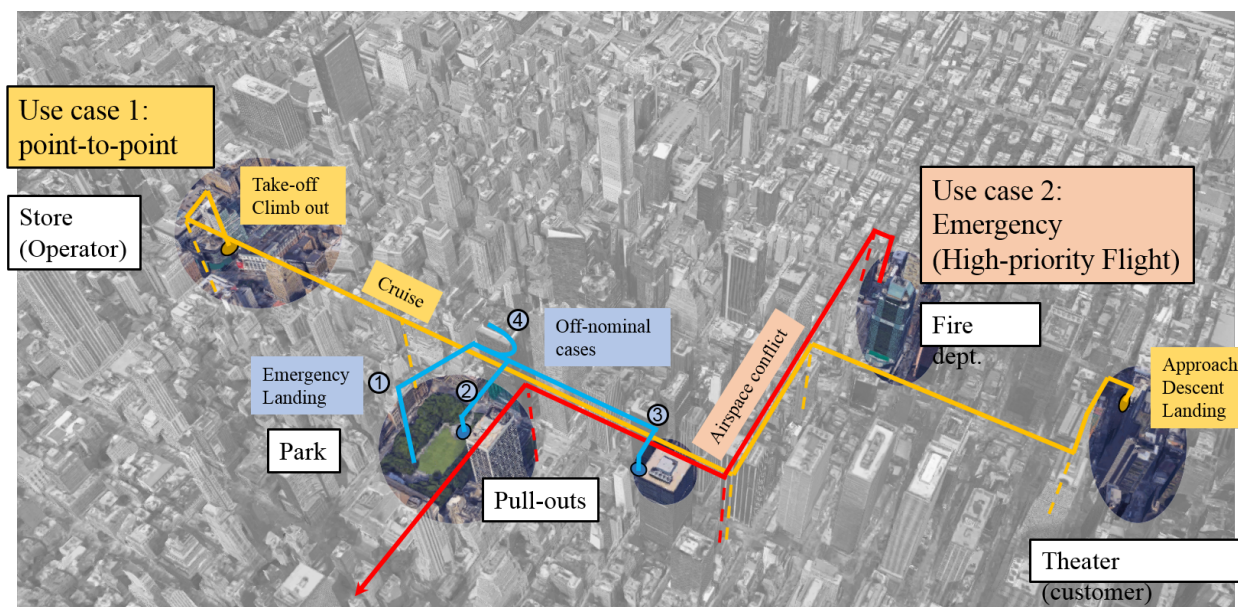 Use case 1:
point-to-point
Take-off
Climb out
Store
(Operator)
Cruise
Use case 2:
Emergency
(High-priority Flight)
4
Off-nominal
cases
Fire
dept.
Airspace conflict
Emergency
Landing
1
2
3
Approach
Descent
Landing
Park
Pull-outs
Theater
(customer)